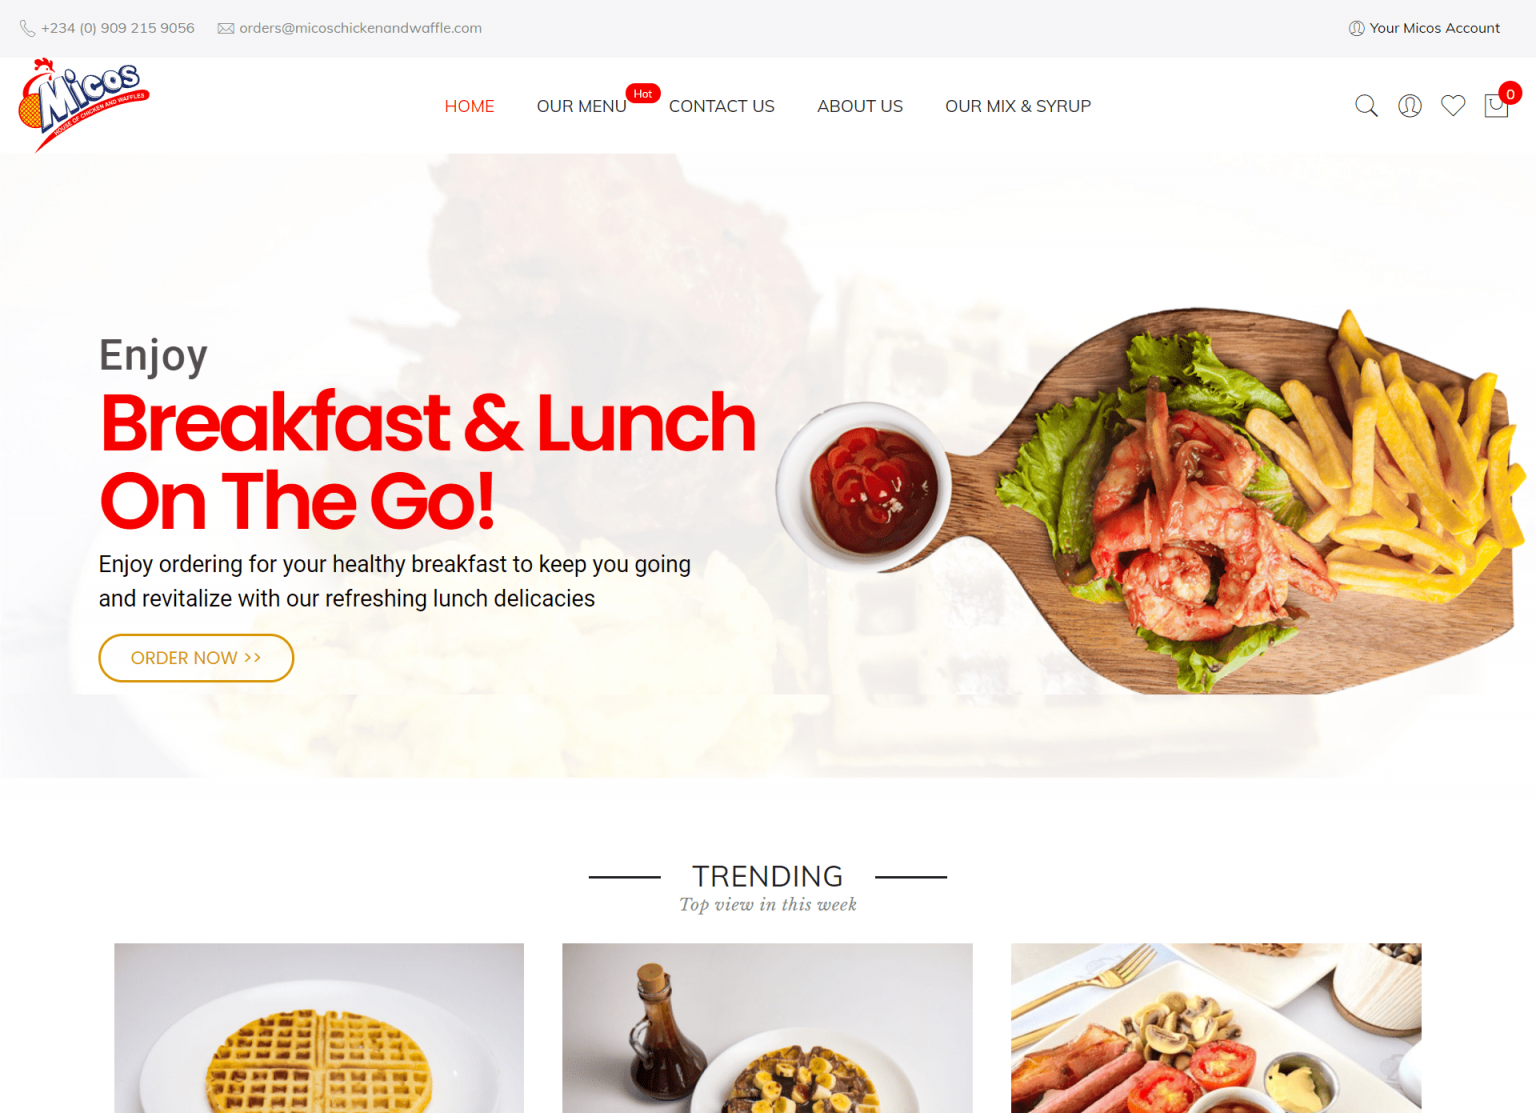 +234 (0) 909 215 9056
orders@micoschickenandwaffle.com
Your Micos Account
Micos
HOUSE OF CHICKEN AND WAFFLES
HOME
OUR MENU
Hot
CONTACT US
ABOUT US
OUR MIX & SYRUP
0
Enjoy
Breakfast & Lunch
On The Go!
Enjoy ordering for your healthy breakfast to keep you going
and revitalize with our refreshing lunch delicacies
ORDER NOW >>
TRENDING
Top view in this week